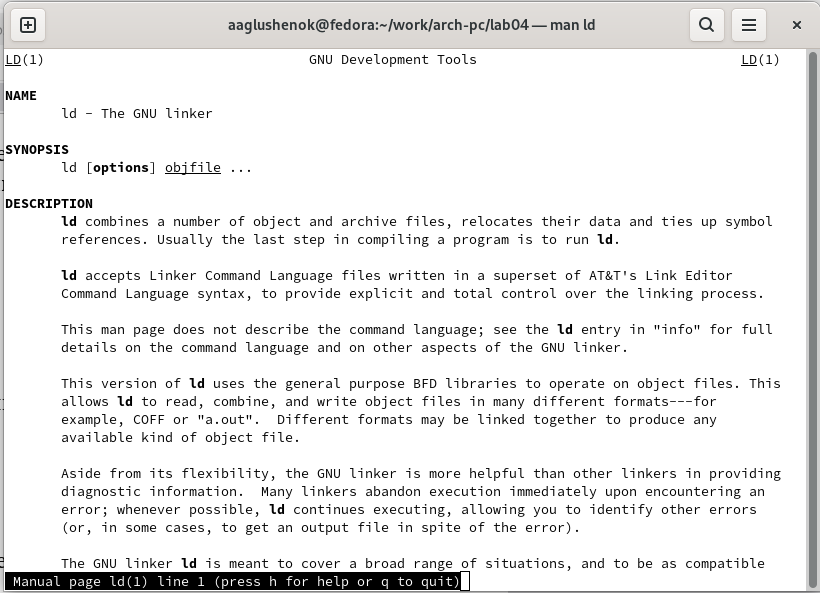 aaglushenok@fedora:~/work/arch-pc/lab04 — man ld
LD(1) GNU Development Tools LD(1)
NAME
ld - The GNU linker
SYNOPSIS
ld [options] objfile ...
DESCRIPTION
ld combines a number of object and archive files, relocates their data and ties up symbol
references. Usually the last step in compiling a program is to run ld.
ld accepts Linker Command Language files written in a superset of AT&T's Link Editor
Command Language syntax, to provide explicit and total control over the linking process.
This man page does not describe the command language; see the ld entry in "info" for full
details on the command language and on other aspects of the GNU linker.
This version of ld uses the general purpose BFD libraries to operate on object files. This
allows ld to read, combine, and write object files in many different formats---for
example, COFF or "a.out".  Different formats may be linked together to produce any
available kind of object file.
Aside from its flexibility, the GNU linker is more helpful than other linkers in providing
diagnostic information.  Many linkers abandon execution immediately upon encountering an
error; whenever possible, ld continues executing, allowing you to identify other errors
(or, in some cases, to get an output file in spite of the error).
The GNU linker ld is meant to cover a broad range of situations, and to be as compatible
Manual page ld(1) line 1 (press h for help or q to quit)